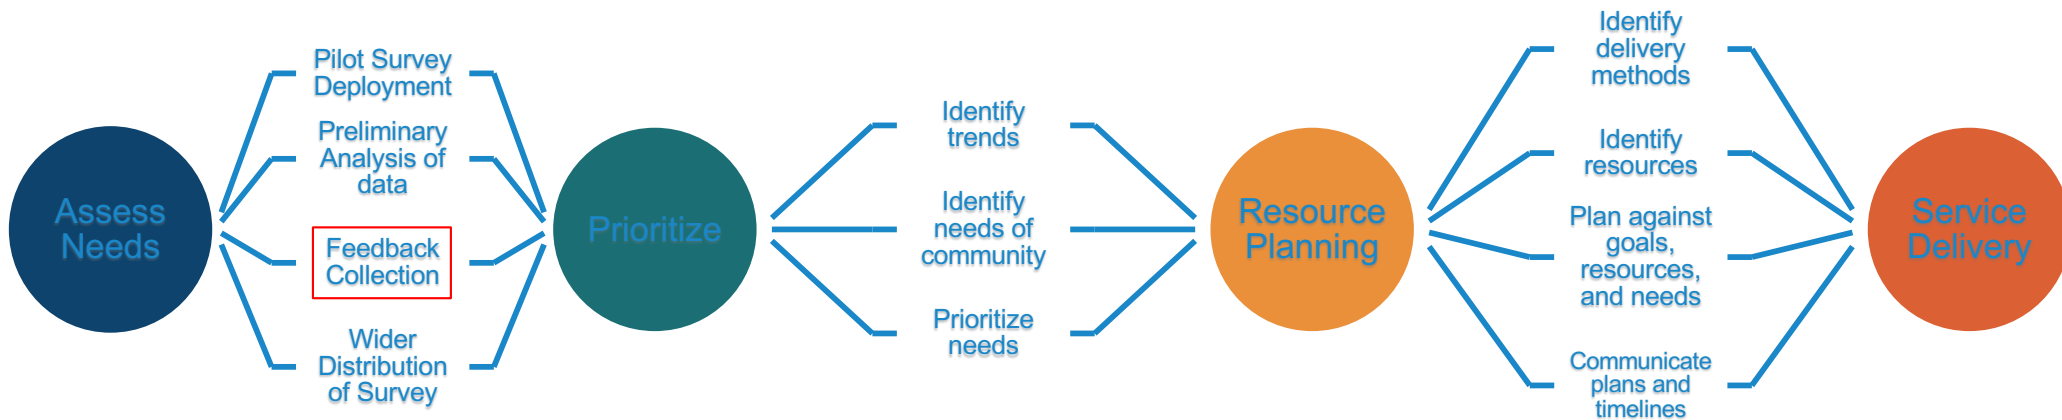 Assess
Needs
Pilot Survey
Deployment
Preliminary
Analysis of
data
Feedback
Collection
Wider
Distribution
of Survey
Prioritize
Identify
trends
Identify
needs of
community
Prioritize
needs
Resource
Planning
Identify
delivery
methods
Identify
resources
Plan against
goals,
resources,
and needs
Communicate
plans and
timelines
Service
Delivery